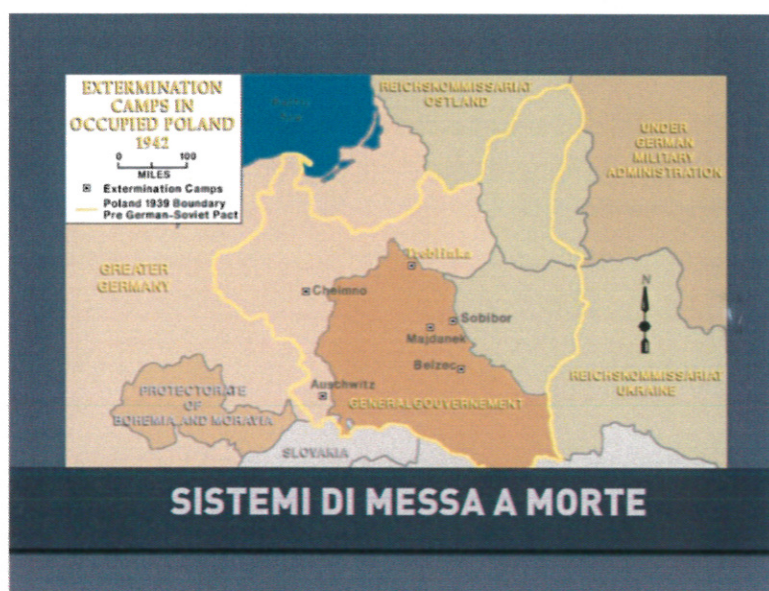 EXTERMINATION
CAMPS IN
OCCUPIED POLAND
1942
0 100
MILES
Extermination Camps
Poland 1939 Boundary
Pre German-Soviet Pact
REICHSKOMMISSARIAT
OSTLAND
UNDER
GERMAN
MILITARY
ADMINISTRATION
GREATER
GERMANY
Treblinka
Chelmno
N
Sobibor
Majdanek
Belzec
Auschwitz
PROTECTORATE
OF
BOHEMIA AND MORAVIA
GENERALGOUVERNEMENT
REICHSKOMMISSARIAT
UKRAINE
SLOVAKIA
SISTEMI DI MESSA A MORTE